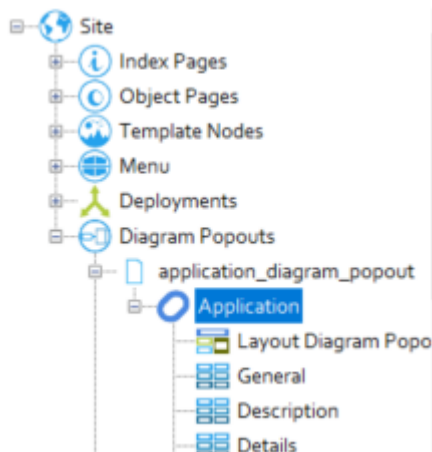 Site
Index Pages
Object Pages
Template Nodes
Menu
Deployments
Diagram Popouts
application_diagram_popout
Application
Layout Diagram Popo
General
Description
Details